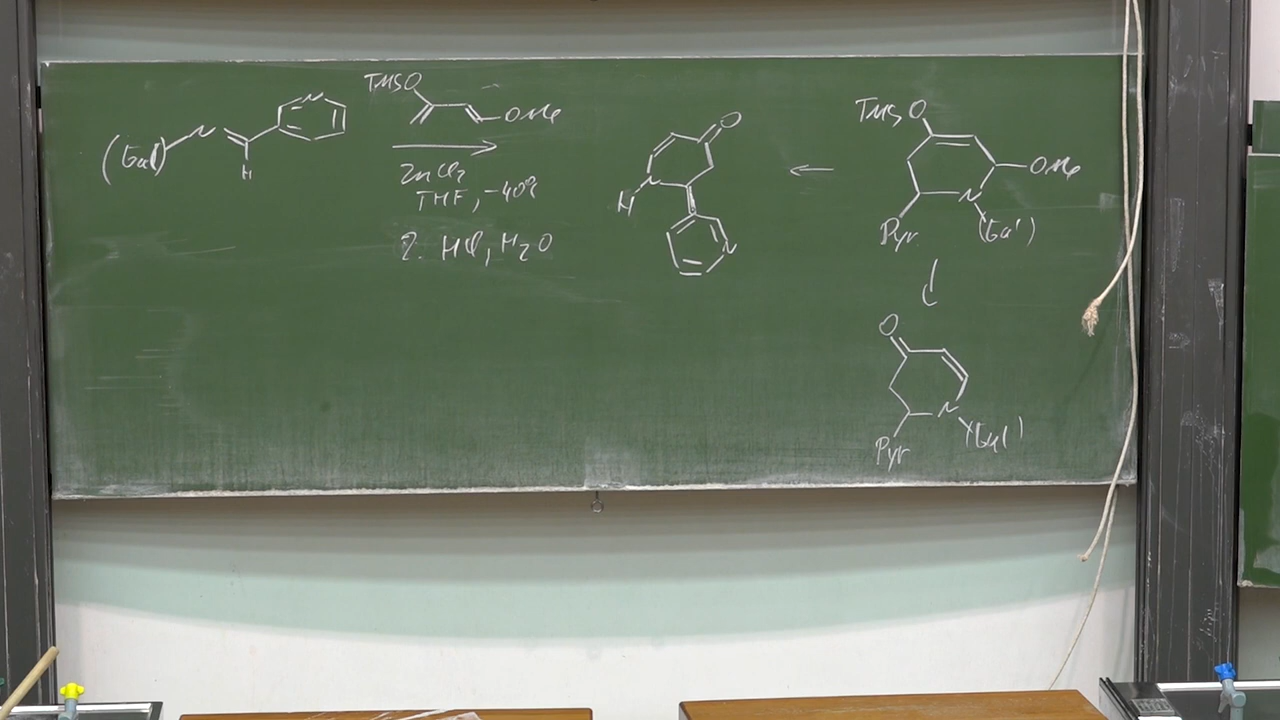 TMSO
OMe
(Gal)
N
N
H
ZnCl2
THF, -40°
2. HCl, H2O
O
N
H
N
TMSO
OMe
N
Pyr
(Gal)
O
N
(Gal)
Pyr